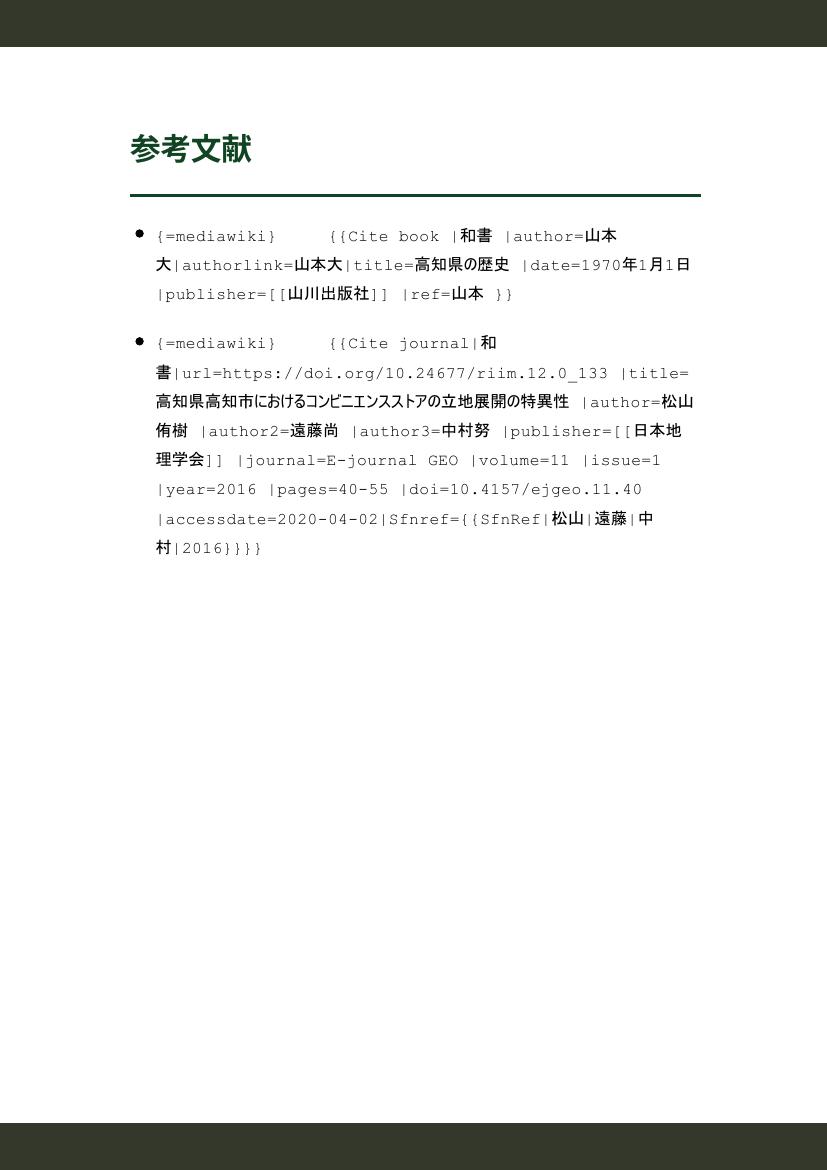 参考文献
{=mediawiki} {{Cite book |和書 |author=山本
大|authorlink=山本大|title=高知県の歴史 |date=1970年1月1日
|publisher=[[山川出版社]] |ref=山本 }}
{=mediawiki} {{Cite journal|和
書|url=https://doi.org/10.24677/riim.12.0_133 |title=
高知県高知市におけるコンビニエンスストアの立地展開の特異性 |author=松山
侑樹 |author2=遠藤尚 |author3=中村努 |publisher=[[日本地
理学会]] |journal=E-journal GEO |volume=11 |issue=1
|year=2016 |pages=40-55 |doi=10.4157/ejgeo.11.40
|accessdate=2020-04-02|Sfnref={{SfnRef|松山|遠藤|中
村|2016}}}}